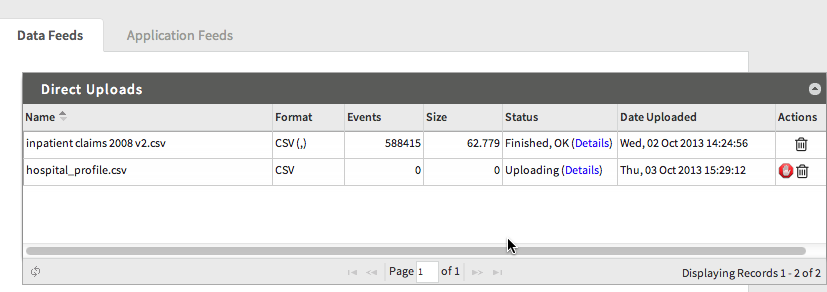 Data Feeds Application Feeds
Direct Uploads
Name Format Events Size Status Date Uploaded Actions
inpatient claims 2008 v2.csv CSV (,) 588415 62.779 Finished, OK (Details) Wed, 02 Oct 2013 14:24:56
hospital_profile.csv CSV 0 0 Uploading (Details) Thu, 03 Oct 2013 15:29:12
Page 1 of 1 Displaying Records 1 - 2 of 2